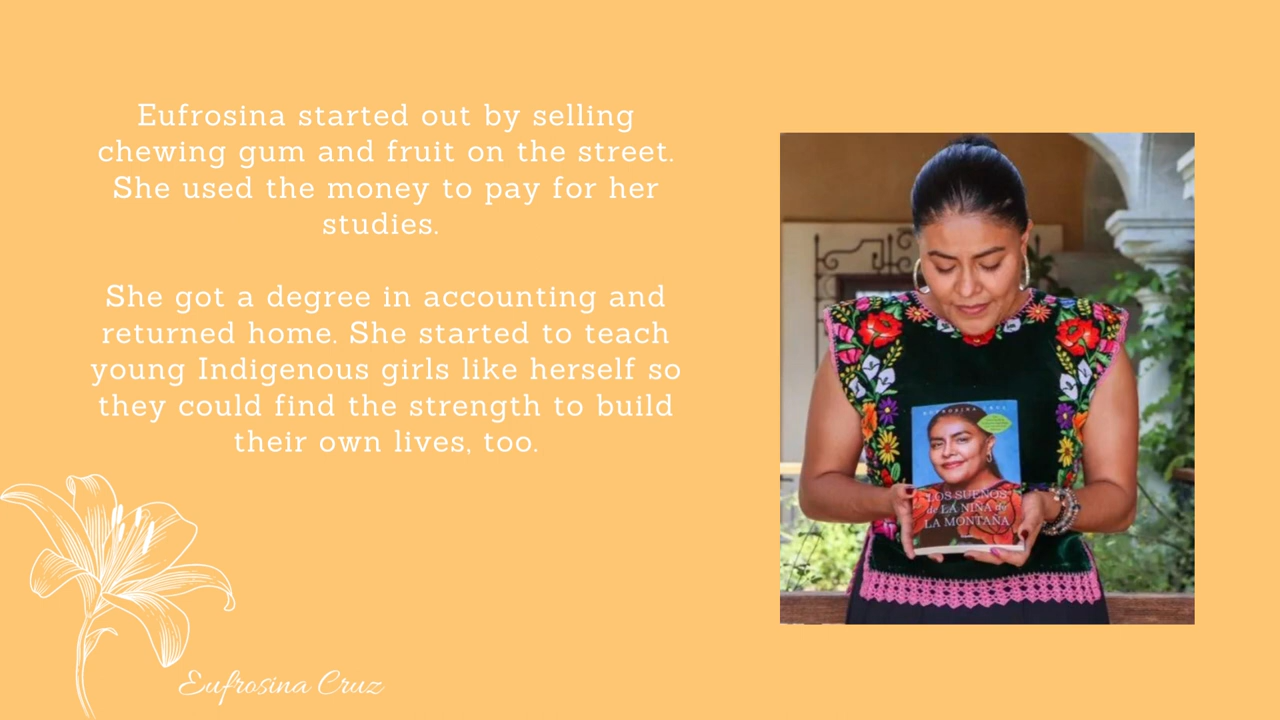 Eufrosina started out by selling
chewing gum and fruit on the street.
She used the money to pay for her
studies.
She got a degree in accounting and
returned home. She started to teach
young Indigenous girls like herself so
they could find the strength to build
their own lives, too.
Eufrosina Cruz
EUFROSINA CRUZ
LOS SUEÑOS
de LA NIÑA de
LA MONTAÑA